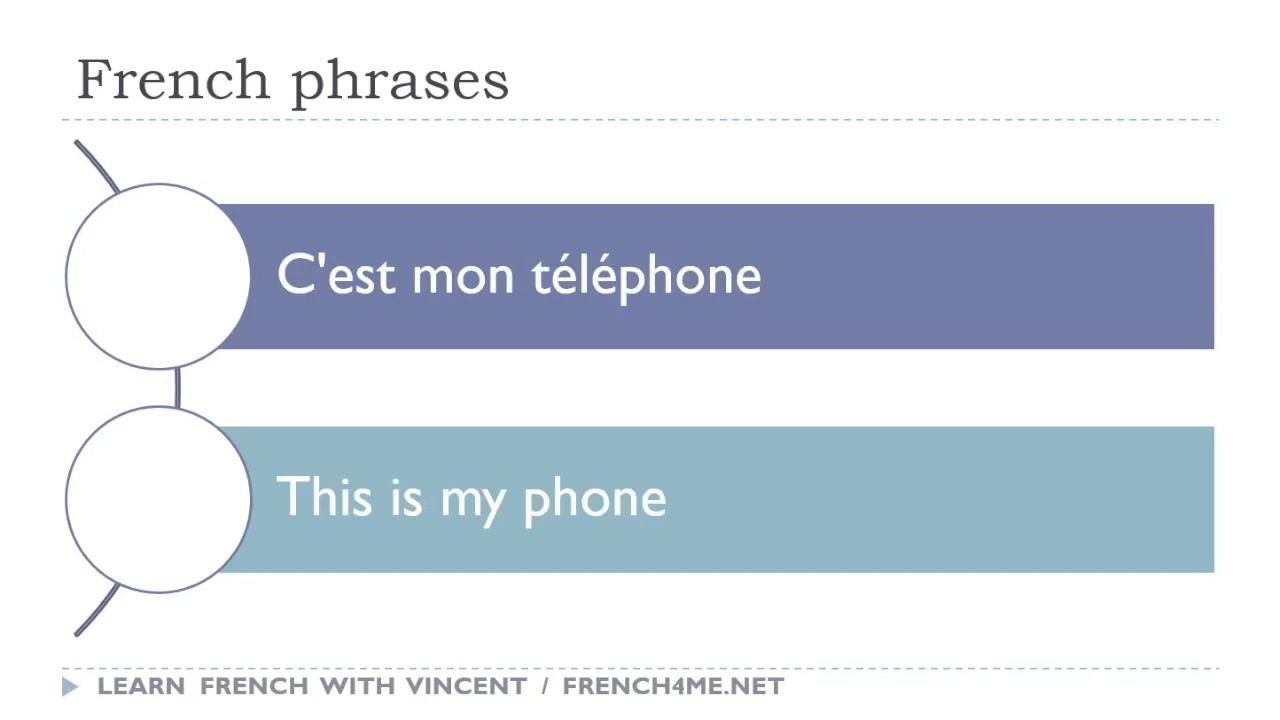 French phrases
C'est mon téléphone
This is my phone
LEARN FRENCH WITH VINCENT / FRENCH4ME.NET